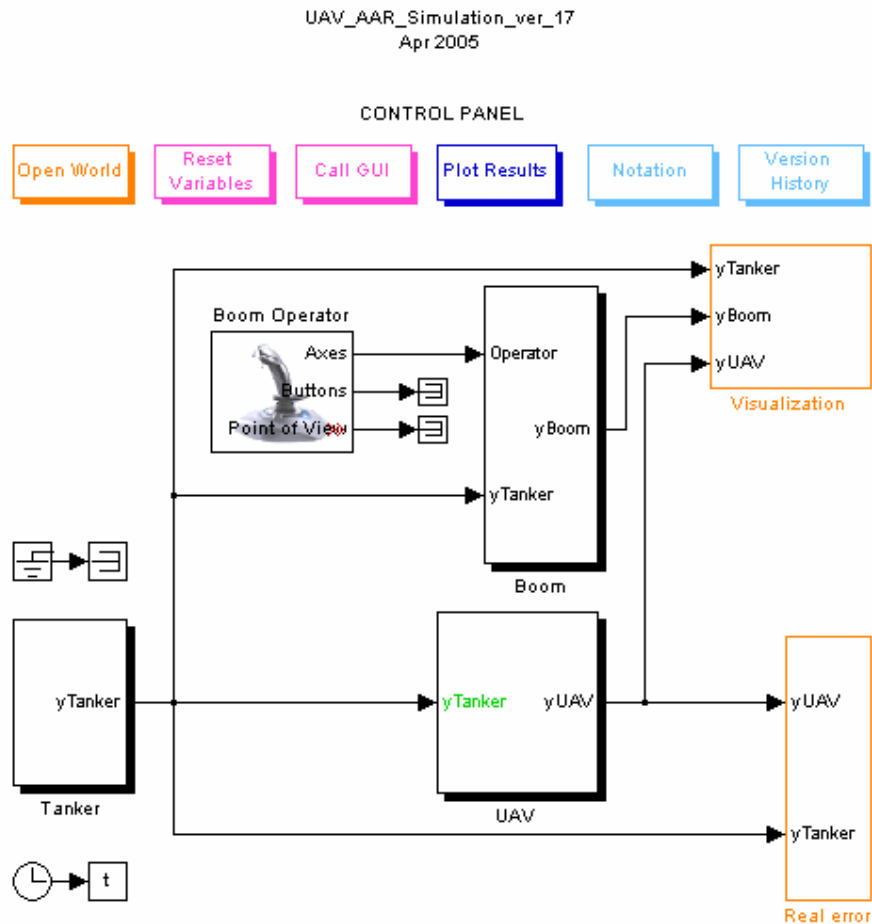 UAV_AAR_Simulation_ver_17
Apr 2005
CONTROL PANEL
Open World
Reset
Variables
Call GUI
Plot Results
Notation
Version
History
yTanker
yBoom
yUAV
Visualization
Boom Operator
Axes
Buttons
Point of View
Operator
yBoom
yTanker
Boom
yTanker
Tanker
yTanker
yUAV
UAV
yUAV
yTanker
Real error
t